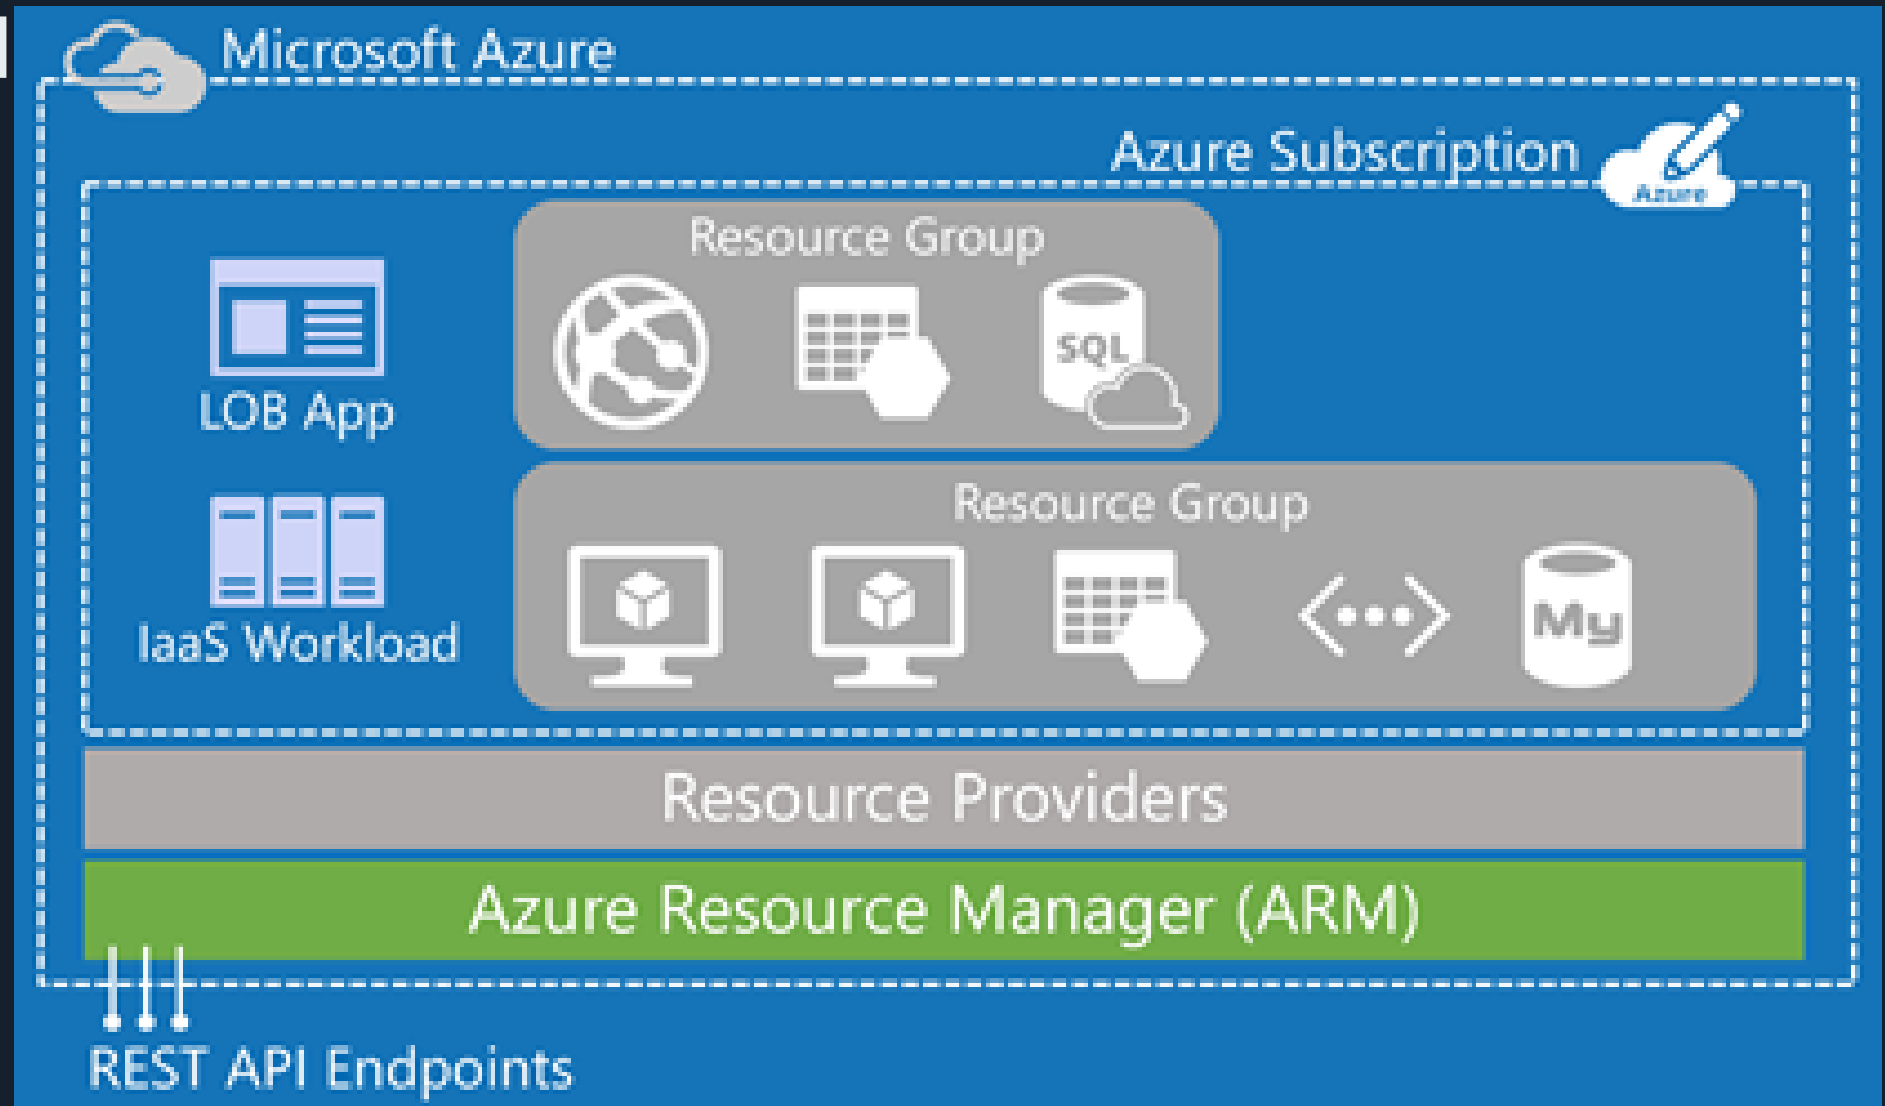 Microsoft Azure
Azure Subscription
Azure
Resource Group
SQL
LOB App
Resource Group
My
IaaS Workload
Resource Providers
Azure Resource Manager (ARM)
REST API Endpoints